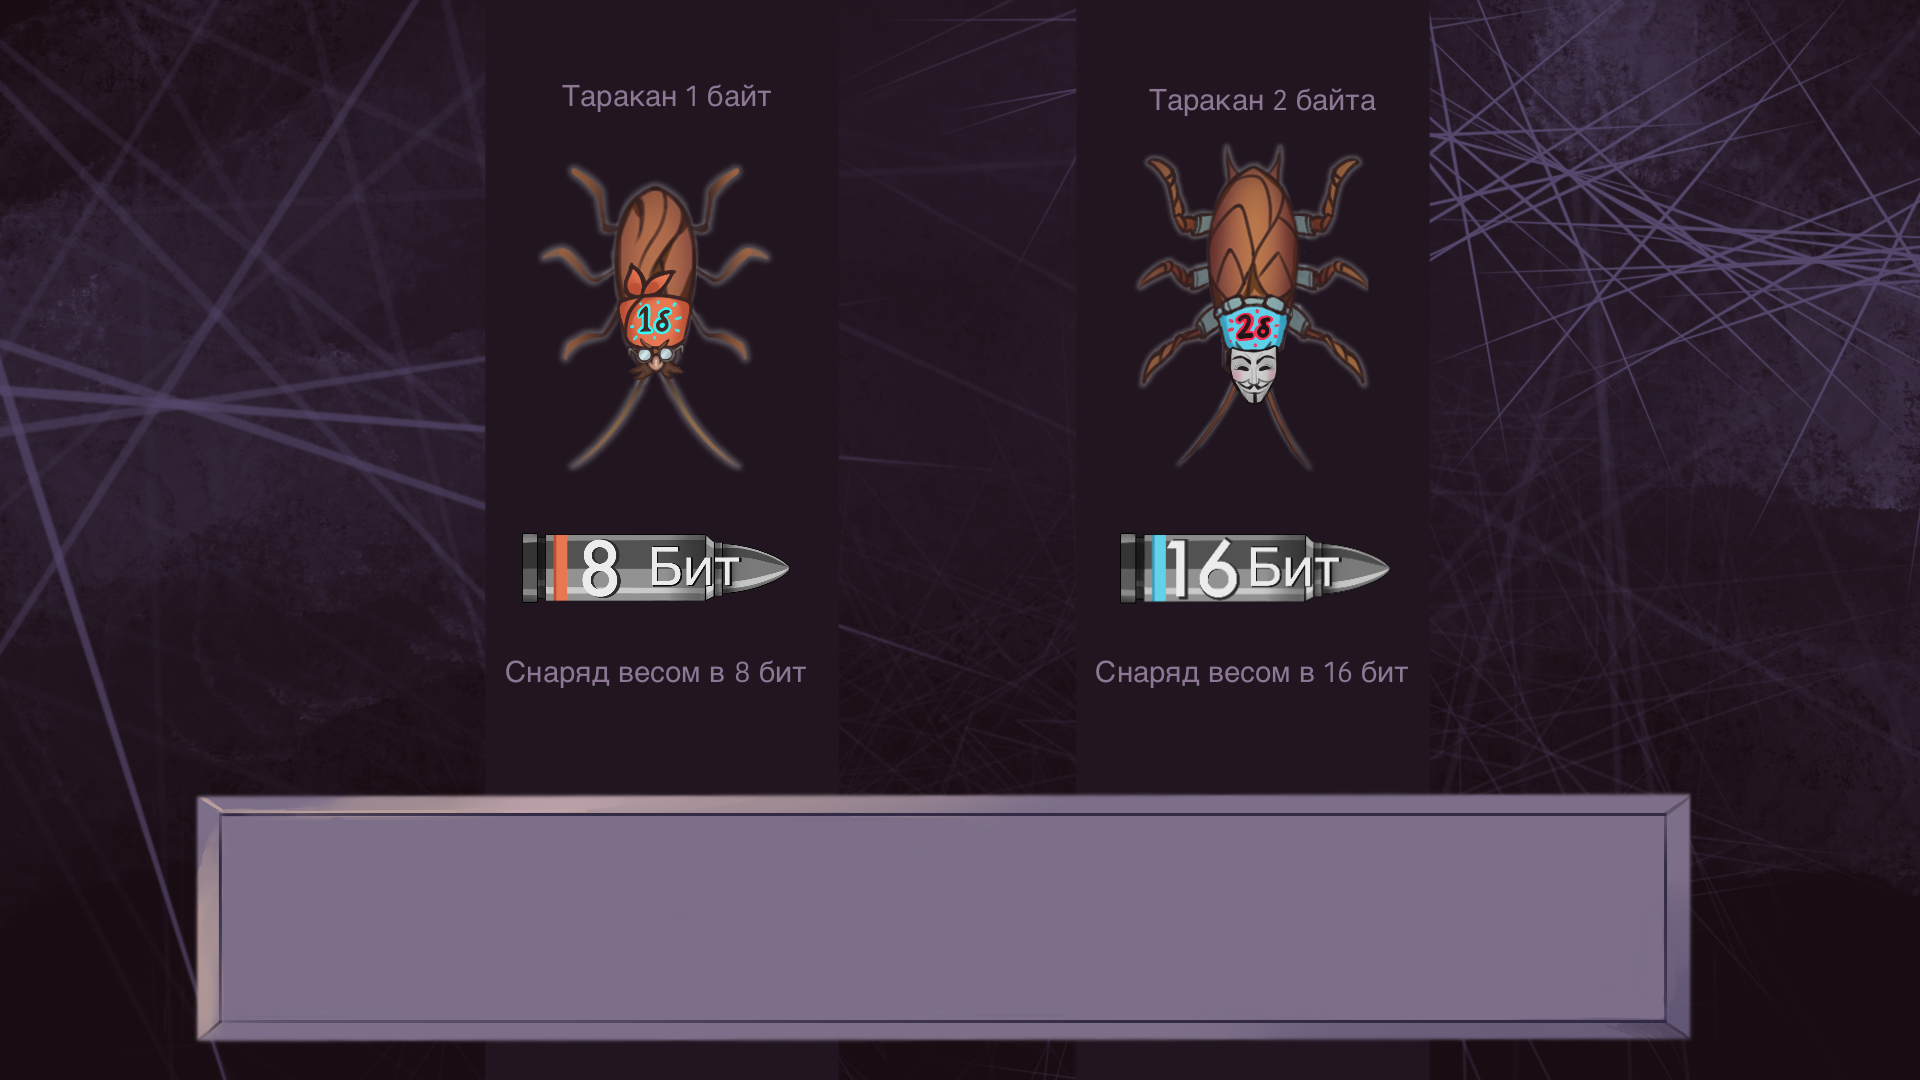 Таракан 1 байт
Таракан 2 байта
1б
2б
8 Бит
16 Бит
Снаряд весом в 8 бит
Снаряд весом в 16 бит